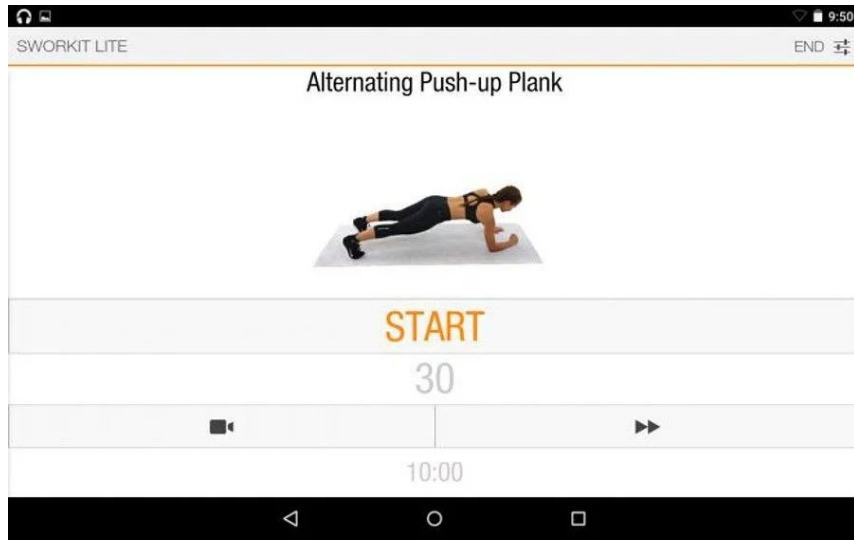 9:50
SWORKIT LITE END
Alternating Push-up Plank
START
30
10:00